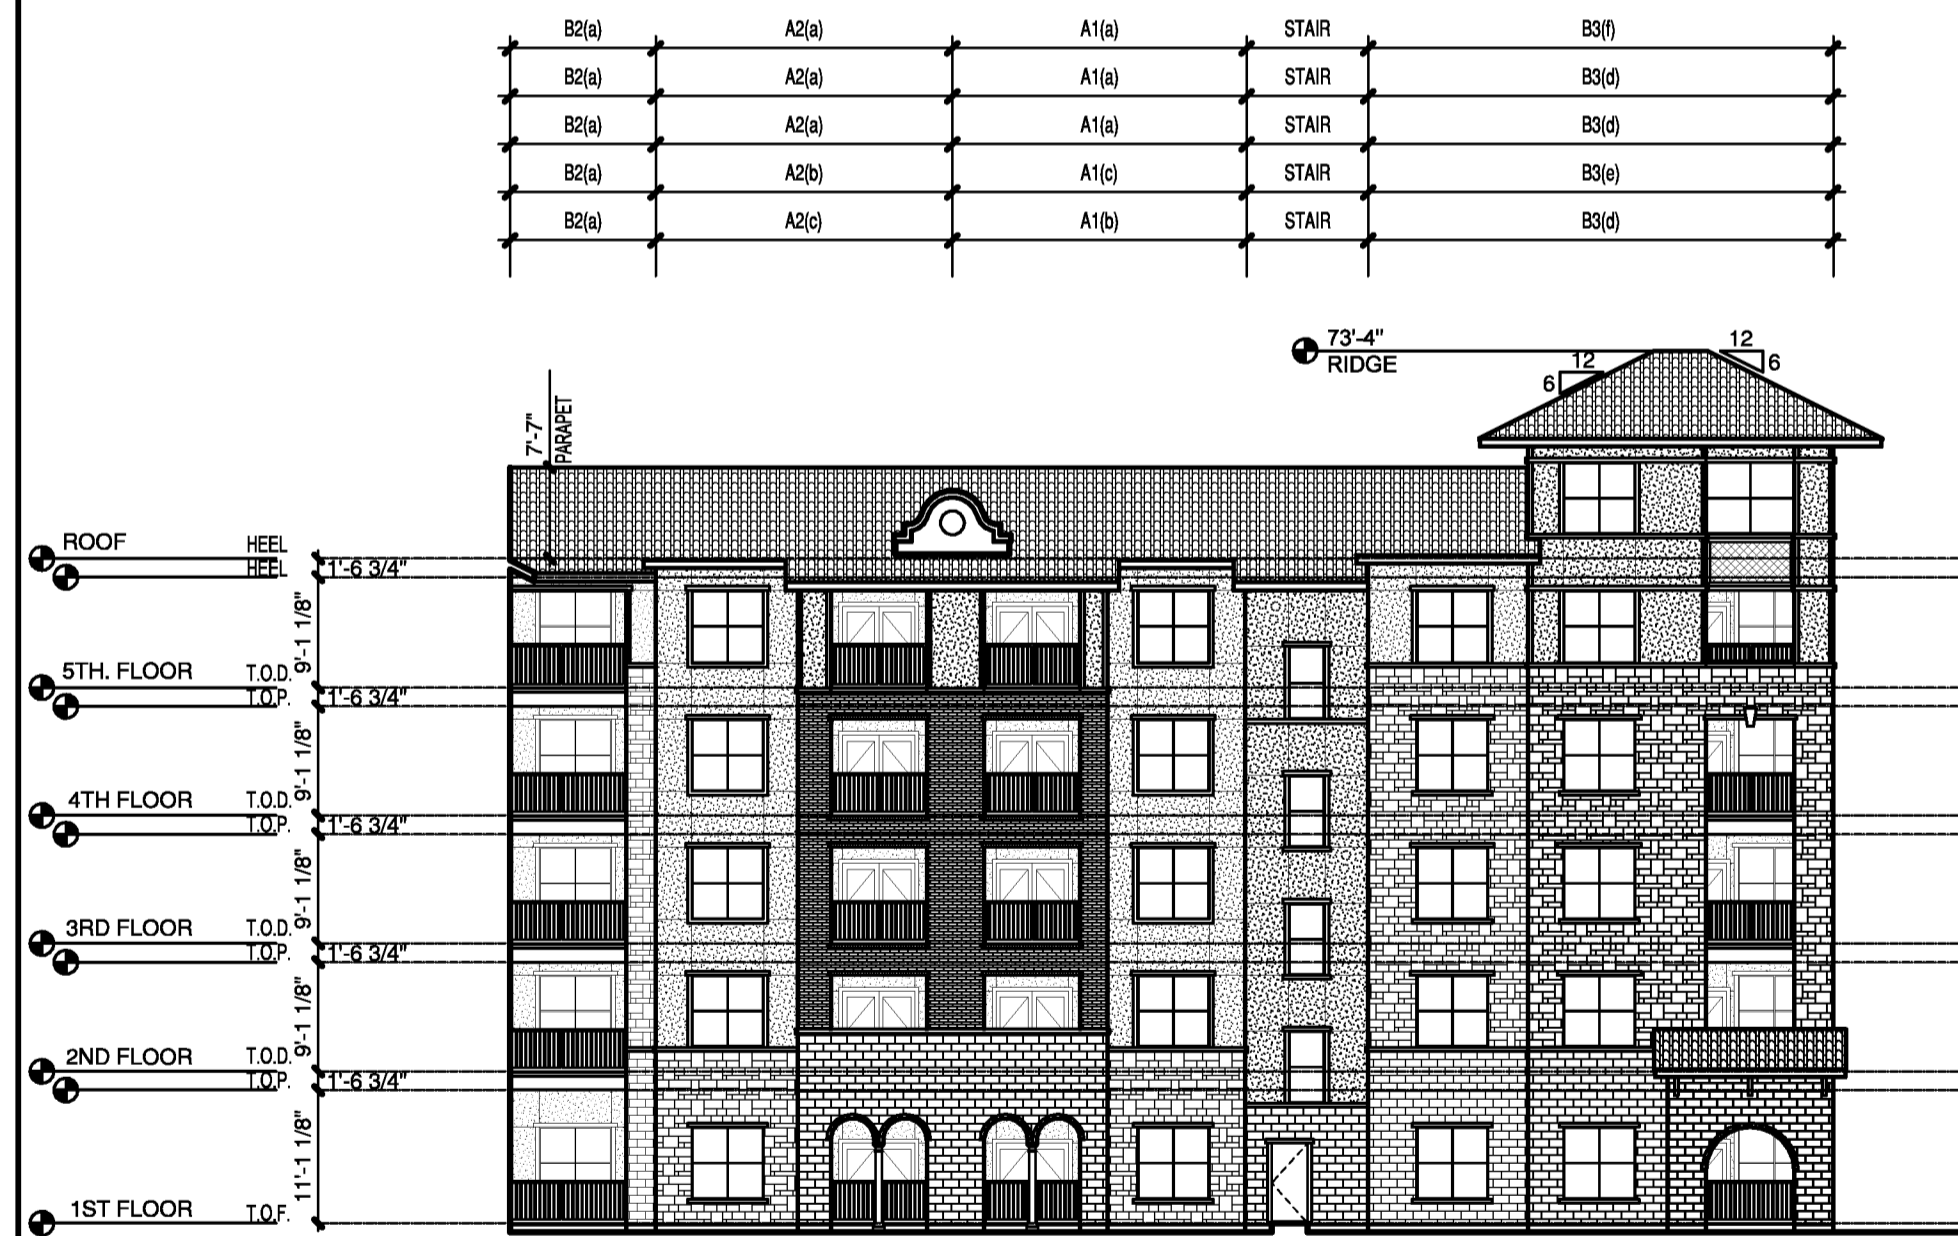 B2(a) A2(a) A1(a) STAIR B3(f)
B2(a) A2(a) A1(a) STAIR B3(d)
B2(a) A2(a) A1(a) STAIR B3(d)
B2(a) A2(b) A1(c) STAIR B3(e)
B2(a) A2(c) A1(b) STAIR B3(d)
73'-4"
RIDGE
12
6
12
6
7'-7"
PARAPET
ROOF HEEL
HEEL 1'-6 3/4"
9'-1 1/8"
5TH. FLOOR T.O.D.
T.O.P. 1'-6 3/4"
9'-1 1/8"
4TH FLOOR T.O.D.
T.O.P. 1'-6 3/4"
9'-1 1/8"
3RD FLOOR T.O.D.
T.O.P. 1'-6 3/4"
9'-1 1/8"
2ND FLOOR T.O.D.
T.O.P. 1'-6 3/4"
11'-1 1/8"
1ST FLOOR T.O.F.